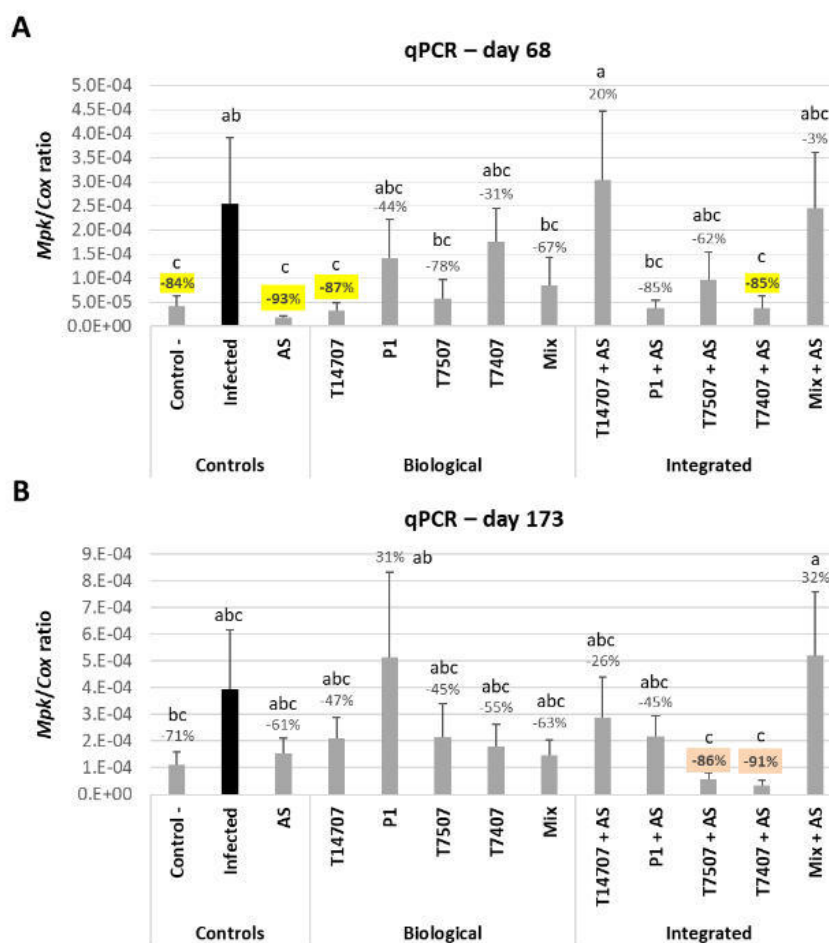 A
qPCR – day 68
Mpk/Cox ratio
5.0E-04
4.5E-04
4.0E-04
3.5E-04
3.0E-04
2.5E-04
2.0E-04
1.5E-04
1.0E-04
5.0E-05
0.0E+00
c
-84%
ab
c
-93%
c
-87%
abc
-44%
bc
-78%
abc
-31%
bc
-67%
a
20%
bc
-85%
abc
-62%
c
-85%
abc
-3%
Control -
Infected
AS
T14707
P1
T7507
T7407
Mix
T14707 + AS
P1 + AS
T7507 + AS
T7407 + AS
Mix + AS
Controls
Biological
Integrated
B
qPCR – day 173
Mpk/Cox ratio
9.E-04
8.E-04
7.E-04
6.E-04
5.E-04
4.E-04
3.E-04
2.E-04
1.E-04
0.E+00
bc
-71%
abc
abc
-61%
abc
-47%
31% ab
abc
-45%
abc
-55%
abc
-63%
abc
-26%
abc
-45%
c
-86%
c
-91%
a
32%
Control -
Infected
AS
T14707
P1
T7507
T7407
Mix
T14707 + AS
P1 + AS
T7507 + AS
T7407 + AS
Mix + AS
Controls
Biological
Integrated